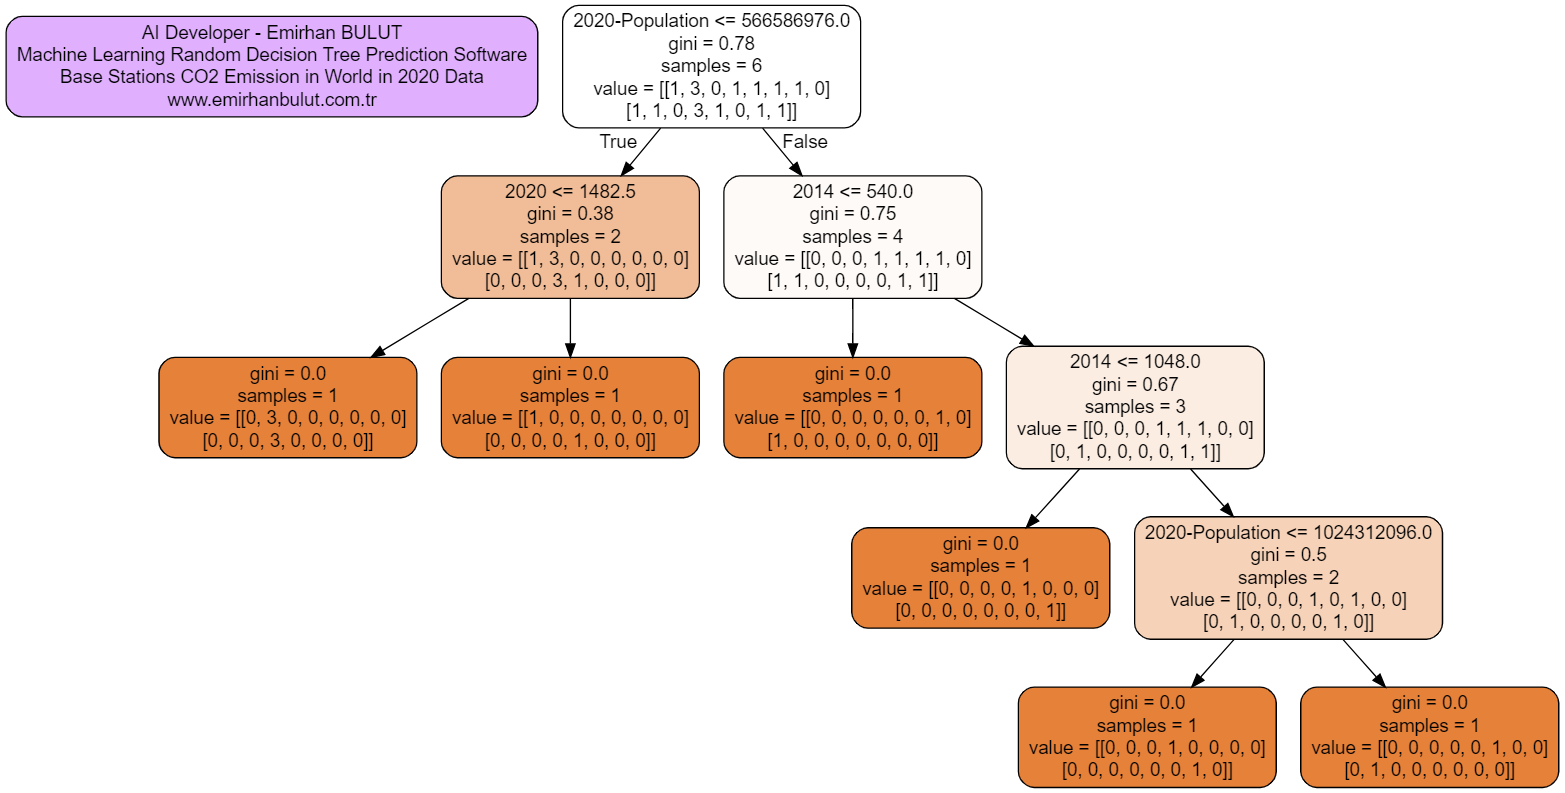 AI Developer - Emirhan BULUT
Machine Learning Random Decision Tree Prediction Software
Base Stations CO2 Emission in World in 2020 Data
www.emirhanbulut.com.tr
2020-Population <= 566586976.0
gini = 0.78
samples = 6
value = [[1, 3, 0, 1, 1, 1, 1, 0]
[1, 1, 0, 3, 1, 0, 1, 1]]
True
False
2020 <= 1482.5
gini = 0.38
samples = 2
value = [[1, 3, 0, 0, 0, 0, 0, 0]
[0, 0, 0, 3, 1, 0, 0, 0]]
2014 <= 540.0
gini = 0.75
samples = 4
value = [[0, 0, 0, 1, 1, 1, 1, 0]
[1, 1, 0, 0, 0, 0, 1, 1]]
gini = 0.0
samples = 1
value = [[0, 3, 0, 0, 0, 0, 0, 0]
[0, 0, 0, 3, 0, 0, 0, 0]]
gini = 0.0
samples = 1
value = [[1, 0, 0, 0, 0, 0, 0, 0]
[0, 0, 0, 0, 1, 0, 0, 0]]
gini = 0.0
samples = 1
value = [[0, 0, 0, 0, 0, 0, 1, 0]
[1, 0, 0, 0, 0, 0, 0, 0]]
2014 <= 1048.0
gini = 0.67
samples = 3
value = [[0, 0, 0, 1, 1, 1, 0, 0]
[0, 1, 0, 0, 0, 0, 1, 1]]
gini = 0.0
samples = 1
value = [[0, 0, 0, 0, 1, 0, 0, 0]
[0, 0, 0, 0, 0, 0, 0, 1]]
2020-Population <= 1024312096.0
gini = 0.5
samples = 2
value = [[0, 0, 0, 1, 0, 1, 0, 0]
[0, 1, 0, 0, 0, 0, 1, 0]]
gini = 0.0
samples = 1
value = [[0, 0, 0, 1, 0, 0, 0, 0]
[0, 0, 0, 0, 0, 0, 1, 0]]
gini = 0.0
samples = 1
value = [[0, 0, 0, 0, 0, 1, 0, 0]
[0, 1, 0, 0, 0, 0, 0, 0]]